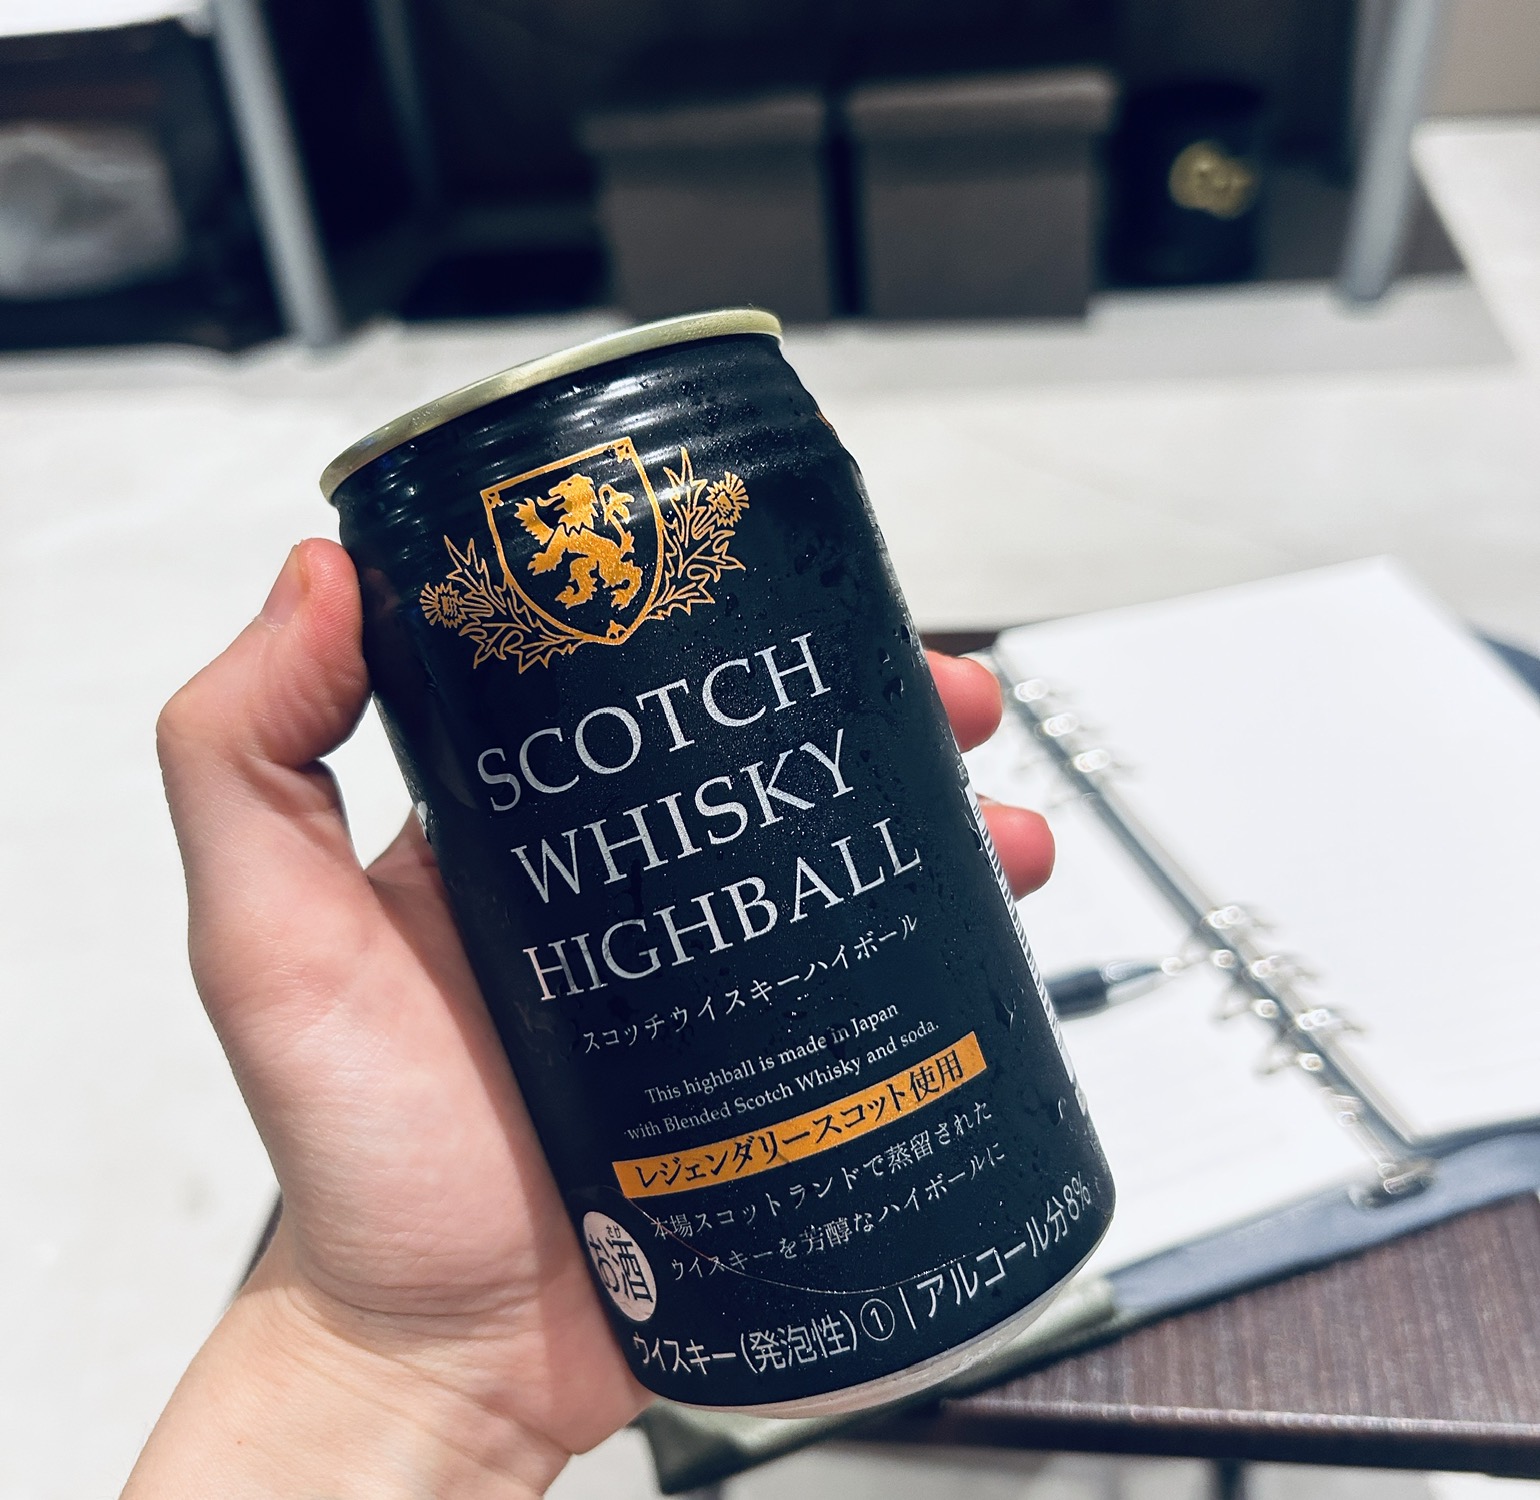 SCOTCH
WHISKY
HIGHBALL
スコッチウイスキーハイボール
This highball is made in Japan
with Blended Scotch Whisky and soda.
レジェンダリースコット使用
本場スコットランドで蒸留された
ウイスキーを芳醇なハイボールに
おさけ
お酒
ウイスキー(発泡性)①|アルコール分8%